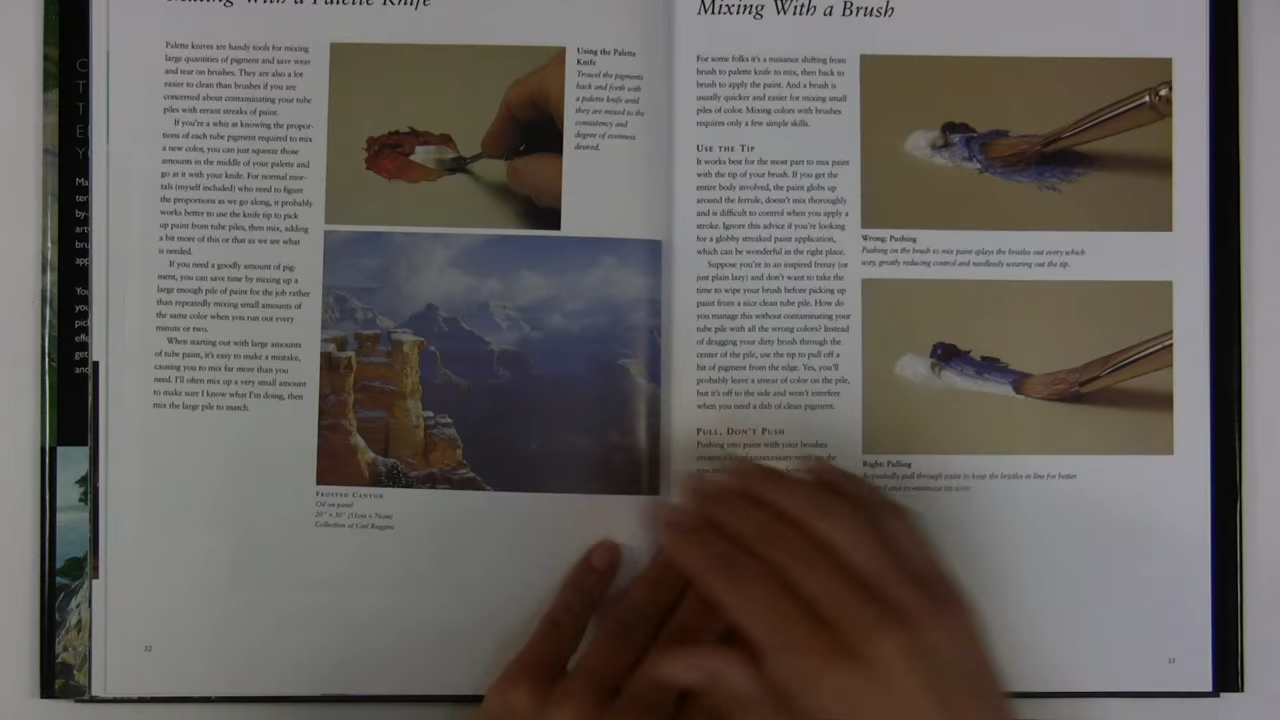 Mixing with a Palette Knife
Palette knives are handy tools for mixing
large quantities of pigment and save wear
and tear on brushes. They are also a lot
easier to clean than brushes if you are
concerned about contaminating your tube
piles with errant streaks of paint.
If you're a whiz at knowing the propor-
tions of each tube pigment required to mix
a new color, you can just squeeze those
amounts in the middle of your palette and
go at it with your knife. For normal mor-
tals (myself included) who need to figure
the proportions as we go along, it probably
works better to use the knife tip to pick
up paint from tube piles, then mix, adding
a bit more of this or that as we see what
is needed.
If you need a goodly amount of pig-
ment, you can save time by mixing up a
large enough pile of paint for the job rather
than repeatedly mixing small amounts of
the same color when you run out every
minute or two.
When starting out with large amounts
of tube paint, it's easy to make a mistake,
causing you to mix far more than you
need. I'll often mix up a very small amount
to make sure I know what I'm doing, then
mix the large pile to match.
Using the Palette
Knife
Trowel the pigments
back and forth with
a palette knife until
they are mixed to the
consistency and
degree of evenness
desired.
FROSTED CANYON
Oil on panel
20" × 30" (51cm × 76cm)
Collection of Carl Ruggiro
12
Mixing With a Brush
For some folks it's a nuisance shifting from
brush to palette knife to mix, then back to
brush to apply the paint. And a brush is
usually quicker and easier for mixing small
piles of color. Mixing colors with brushes
requires only a few simple skills.
USE THE TIP
It works best for the most part to mix paint
with the tip of your brush. If you get the
entire body involved, the paint globs up
around the ferrule, doesn't mix thoroughly
and is difficult to control when you apply a
stroke. Ignore this advice if you're looking
for a globby streaked paint application,
which can be wonderful in the right place.
Suppose you're in an inspired frenzy (or
just plain lazy) and don't want to take the
time to wipe your brush before picking up
paint from a nice clean tube pile. How do
you manage this without contaminating your
tube pile with all the wrong colors? Instead
of dragging your dirty brush through the
center of the pile, use the tip to pull off a
bit of pigment from the edge. Yes, you'll
probably leave a smear of color on the pile,
but it's off to the side and won't interfere
when you need a dab of clean pigment.
PULL, DON'T PUSH
Pushing into paint with your brushes
Wrong: Pushing
Pushing on the brush to mix paint splays the bristles out every which
way, greatly reducing control and needlessly wearing out the tip.
Right: Pulling
Repeatedly pull through paint to keep the bristles in line for better
13